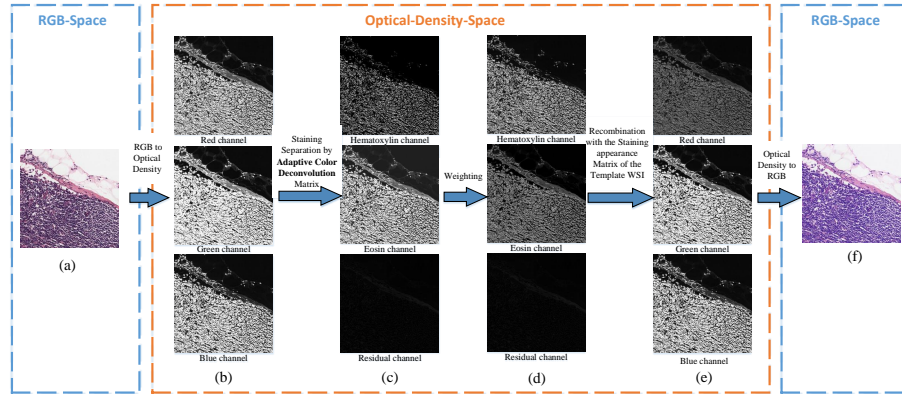 RGB-Space
Optical-Density-Space
RGB-Space
RGB to
Optical
Density
Staining
Separation by
Adaptive Color
Deconvolution
Matrix.
Weighting
Recombination
with the Staining
appearance
Matrix of the
Template WSI
Optical
Density to
RGB
Red channel
Hematoxylin channel
Hematoxylin channel
Red channel
Green channel
Eosin channel
Eosin channel
Green channel
Blue channel
Residual channel
Residual channel
Blue channel
(a)
(b)
(c)
(d)
(e)
(f)